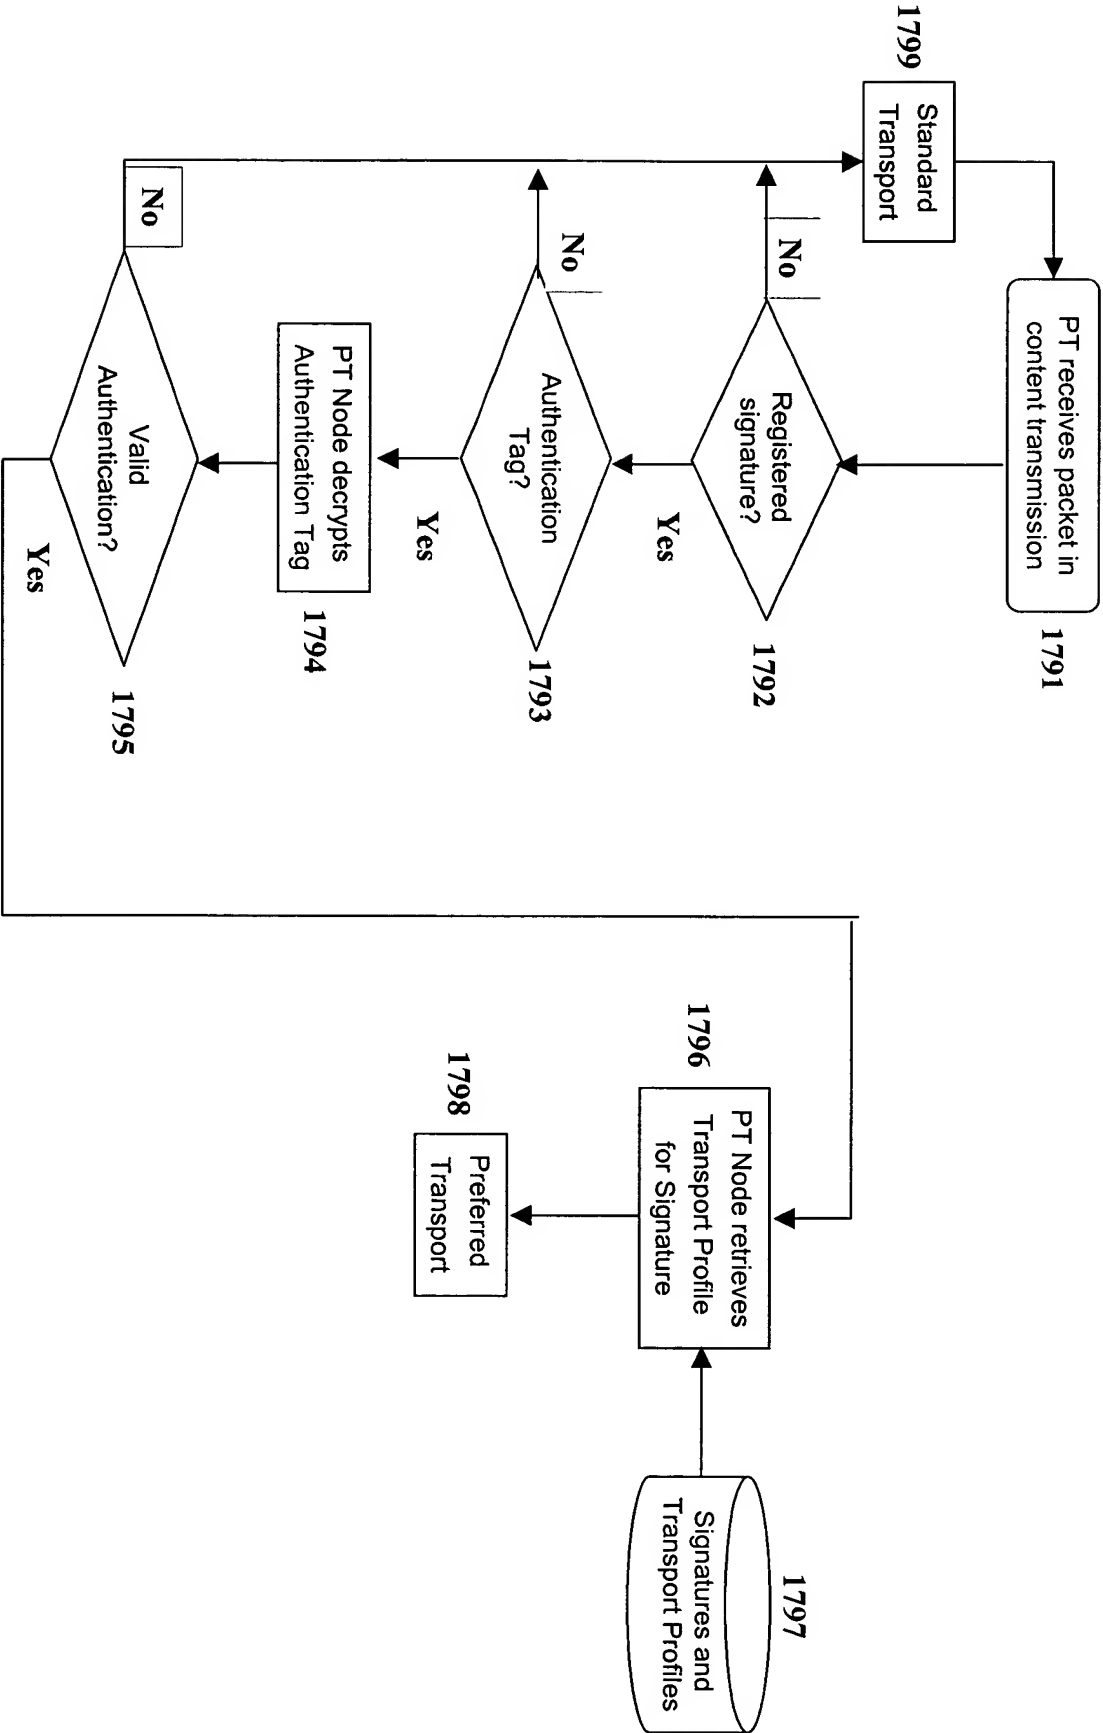 1799
Standard
Transport
PT receives packet in
content transmission
1791
No
Registered
signature?
1792
Yes
No
Authentication
Tag?
1793
Yes
PT Node decrypts
Authentication Tag
1794
No
Valid
Authentication?
1795
Yes
1796
PT Node retrieves
Transport Profile
for Signature
1797
Signatures and
Transport Profiles
1798
Preferred
Transport